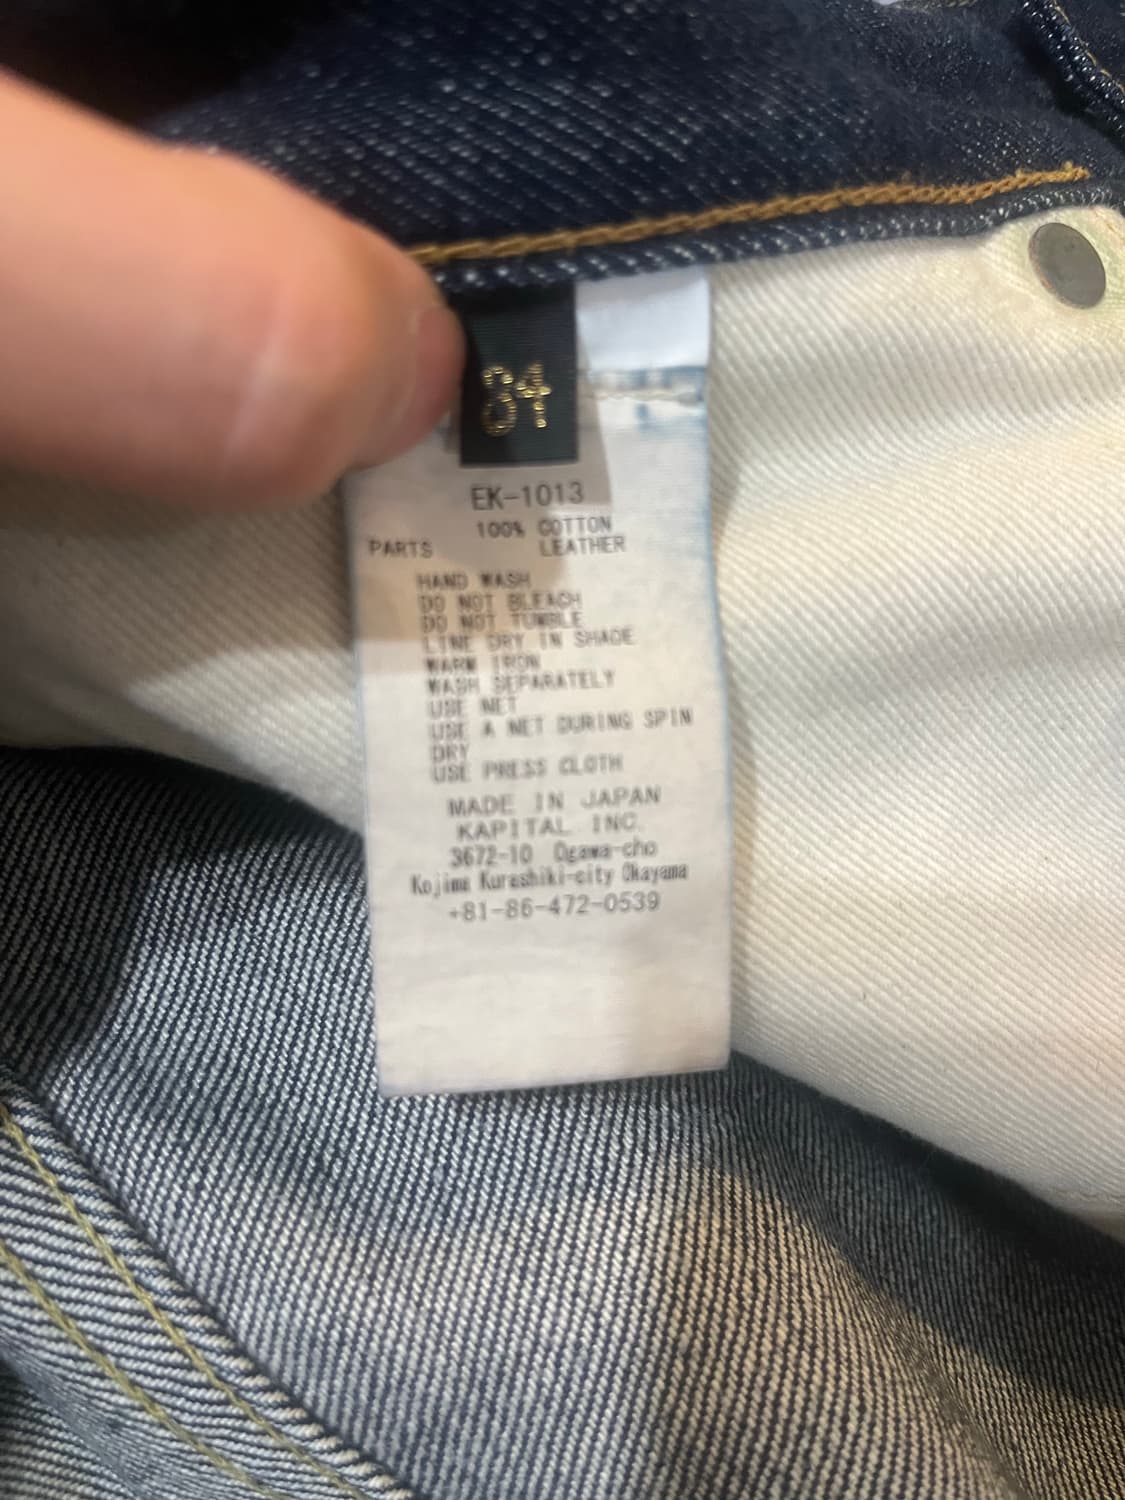 84
EK-1013
100% COTTON
PARTS LEATHER
HAND WASH
DO NOT BLEACH
DO NOT TUMBLE
LINE DRY IN SHADE
WARM IRON
WASH SEPARATELY
USE NET
USE A NET DURING SPIN
DRY
USE PRESS CLOTH
MADE IN JAPAN
KAPITAL INC.
3672-10 Ogawa-cho
Kojima Kurashiki-city Okayama
+81-86-472-0539